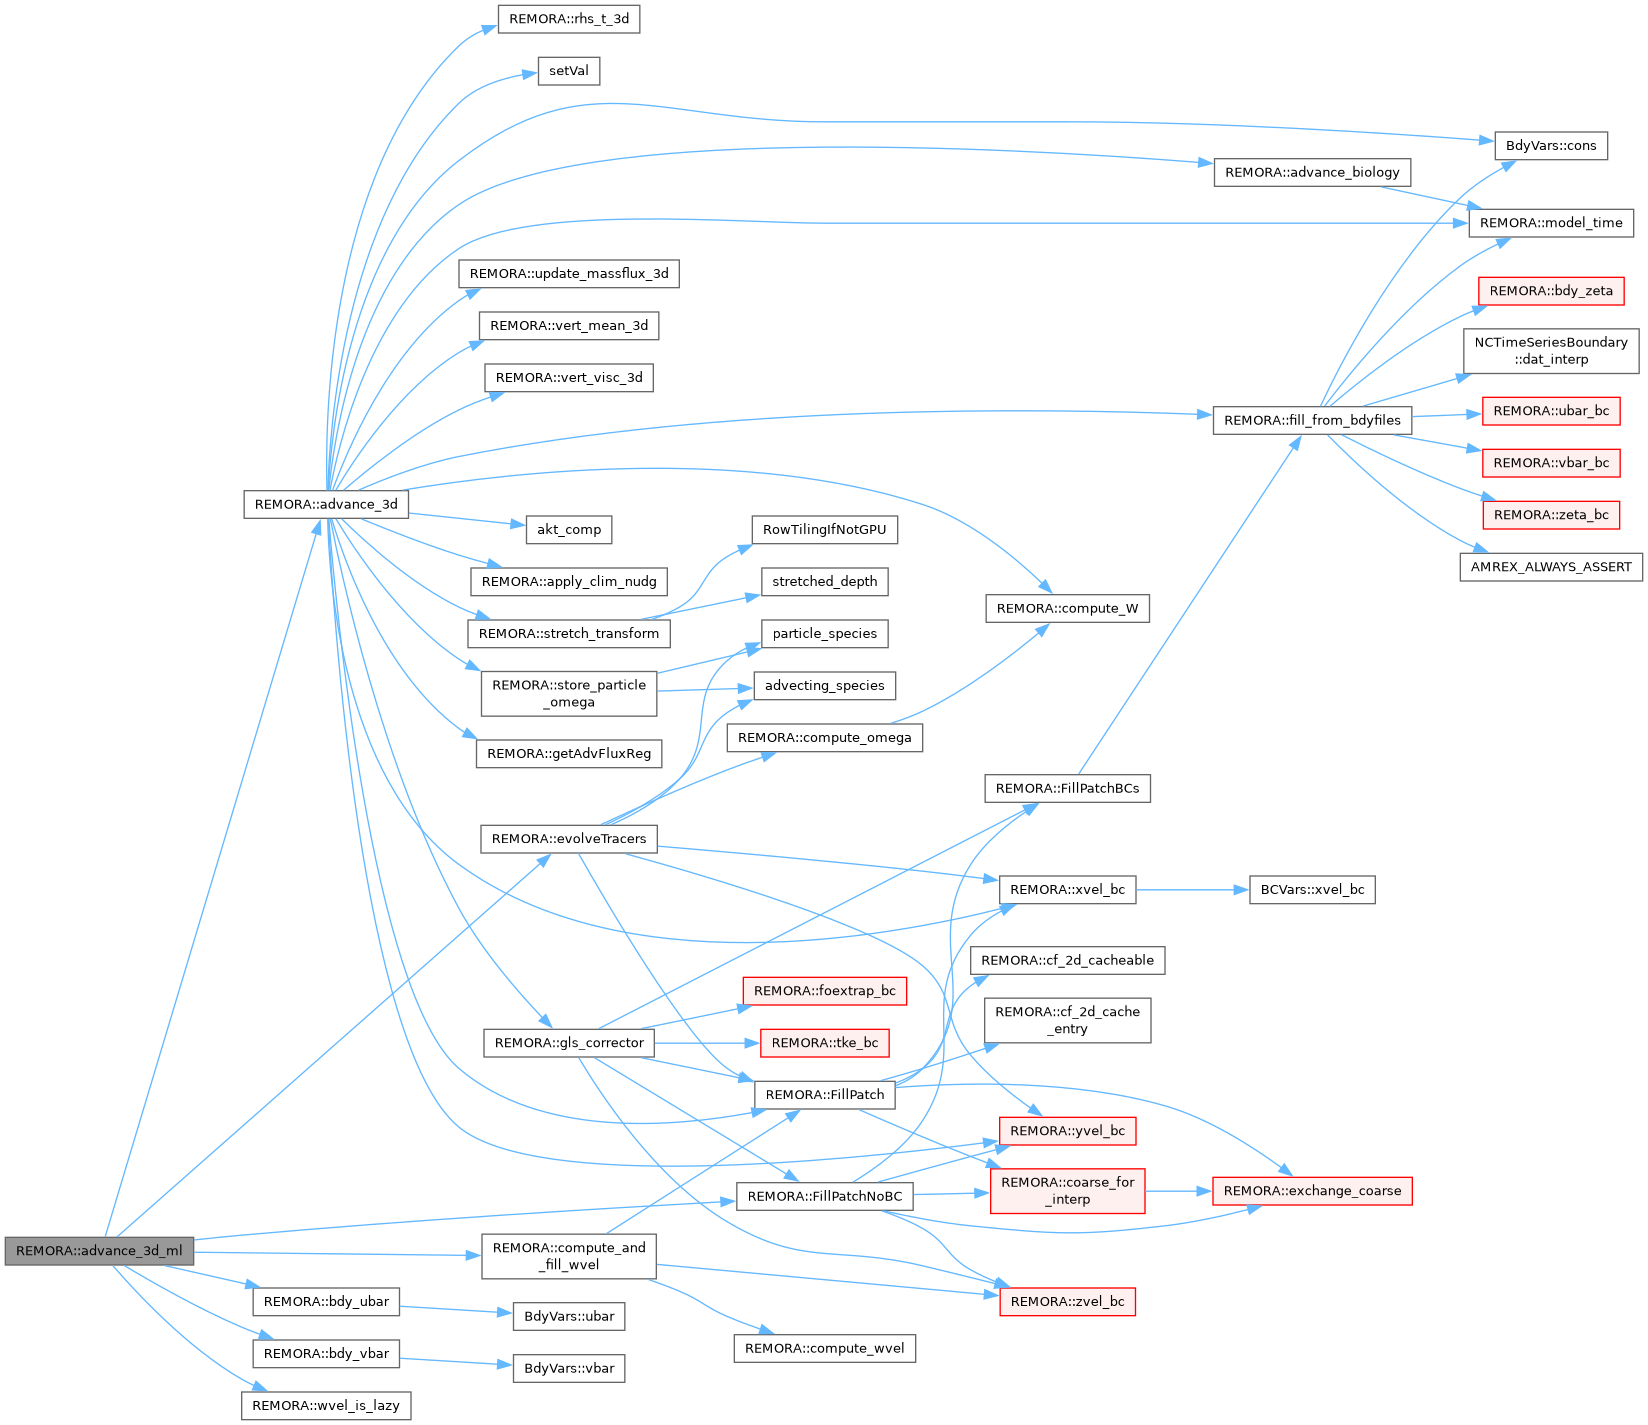 REMORA::rhs_t_3d
setVal
BdyVars::cons
REMORA::advance_biology
REMORA::model_time
REMORA::update_massflux_3d
REMORA::bdy_zeta
REMORA::vert_mean_3d
NCTimeSeriesBoundary
::dat_interp
REMORA::vert_visc_3d
REMORA::ubar_bc
REMORA::fill_from_bdyfiles
REMORA::vbar_bc
REMORA::advance_3d
REMORA::zeta_bc
akt_comp
RowTilingIfNotGPU
AMREX_ALWAYS_ASSERT
REMORA::apply_clim_nudg
stretched_depth
REMORA::compute_W
REMORA::stretch_transform
particle_species
REMORA::store_particle
_omega
advecting_species
REMORA::compute_omega
REMORA::getAdvFluxReg
REMORA::FillPatchBCs
REMORA::evolveTracers
REMORA::xvel_bc
BCVars::xvel_bc
REMORA::cf_2d_cacheable
REMORA::foextrap_bc
REMORA::cf_2d_cache
_entry
REMORA::gls_corrector
REMORA::tke_bc
REMORA::FillPatch
REMORA::yvel_bc
REMORA::coarse_for
_interp
REMORA::exchange_coarse
REMORA::FillPatchNoBC
REMORA::advance_3d_ml
REMORA::compute_and
_fill_wvel
REMORA::bdy_ubar
REMORA::zvel_bc
BdyVars::ubar
REMORA::bdy_vbar
REMORA::compute_wvel
BdyVars::vbar
REMORA::wvel_is_lazy